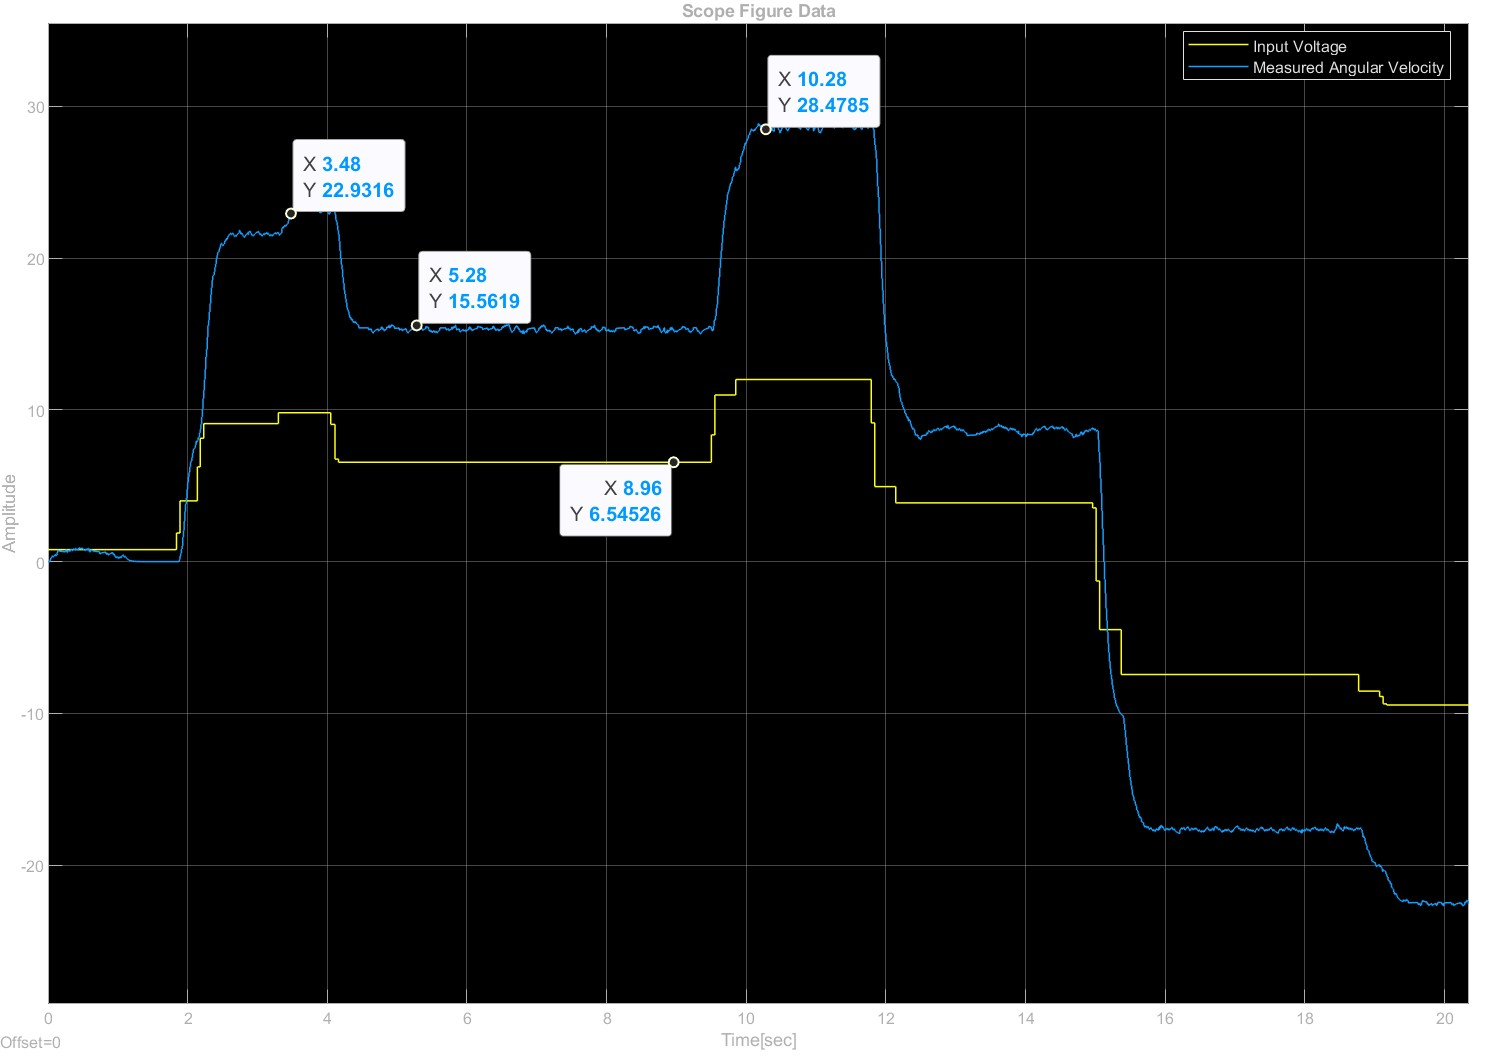 Scope Figure Data
Input Voltage
Measured Angular Velocity
X 10.28
Y 28.4785
X 3.48
Y 22.9316
X 5.28
Y 15.5619
X 8.96
Y 6.54526
30
20
10
0
-10
-20
Amplitude
0 2 4 6 8 10 12 14 16 18 20
Time[sec]
Offset=0